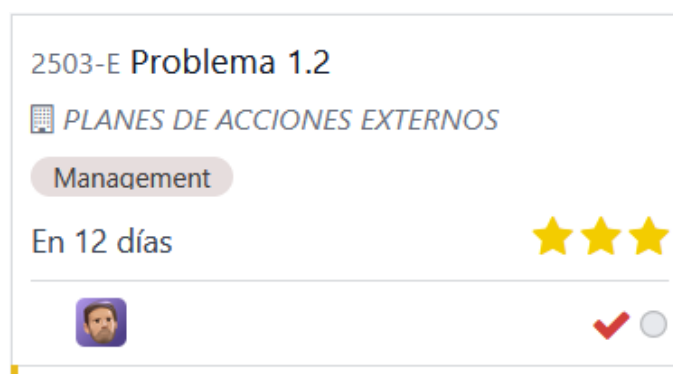 2503-E Problema 1.2
PLANES DE ACCIONES EXTERNOS
Management
En 12 días